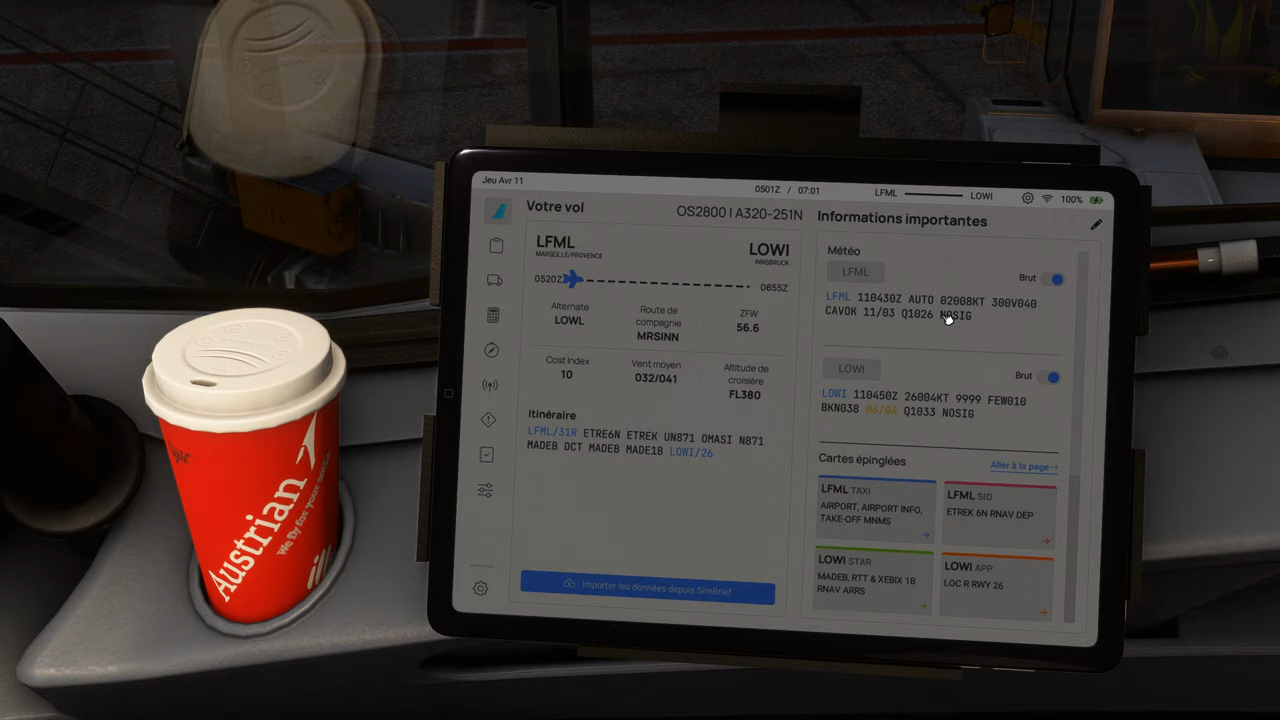 Jeu Avr 11
0501Z / 07:01
LFML
LOWI
100%
Votre vol
OS2800 | A320-251N
LFML
MARSEILLE/PROVENCE
LOWI
INNSBRUCK
0520Z
0655Z
Alternate
LOWL
Route de
compagnie
MRSINN
ZFW
56.6
Cost Index
10
Vent moyen
032/041
Altitude de
croisière
FL380
Itinéraire
LFML/31R ETRE6N ETREK UN871 OMASI N871
MADEB DCT MADEB MADE1B LOWI/26
Importer les données depuis SimBrief
Informations importantes
Météo
LFML
Brut
LFML 110430Z AUTO 02008KT 300V040
CAVOK 11/03 Q1026 NOSIG
LOWI
Brut
LOWI 110450Z 26004KT 9999 FEW010
BKN038 06/04 Q1033 NOSIG
Cartes épinglées
Aller à la page
LFML TAXI
AIRPORT, AIRPORT INFO,
TAKE-OFF MNMS
LFML SID
ETREK 6N RNAV DEP
LOWI STAR
MADEB, RTT & XEBIX 1B
RNAV ARRS
LOWI APP
LOC R RWY 26
Austrian
We fly for your smile.